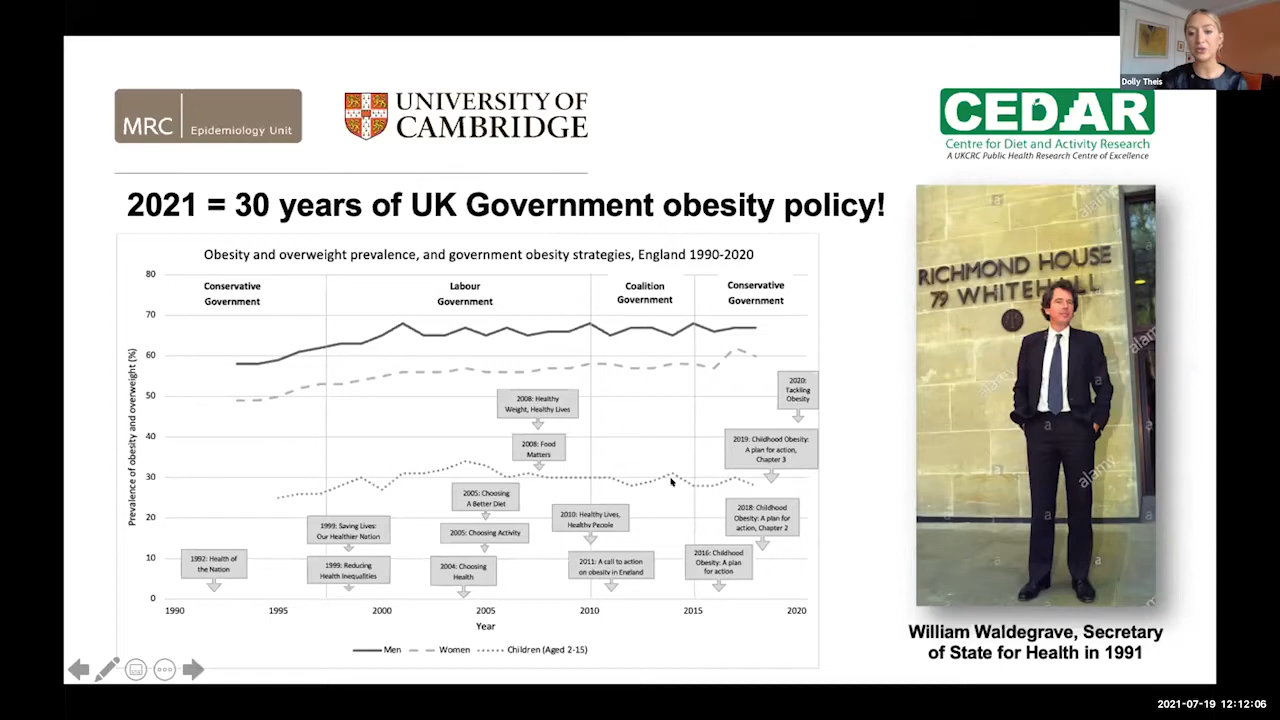 Dolly Theis
MRC Epidemiology Unit
UNIVERSITY OF
CAMBRIDGE
CEDAR
Centre for Diet and Activity Research
A UKCRC Public Health Research Centre of Excellence
2021 = 30 years of UK Government obesity policy!
Obesity and overweight prevalence, and government obesity strategies, England 1990-2020
Prevalence of obesity and overweight (%)
80
70
60
50
40
30
20
10
0
Conservative
Government
Labour
Government
Coalition
Government
Conservative
Government
1992: Health of
the Nation
1999: Saving Lives:
Our Healthier Nation
1999: Reducing
Health Inequalities
2004: Choosing
Health
2005: Choosing
A Better Diet
2005: Choosing Activity
2008: Healthy
Weight, Healthy Lives
2008: Food
Matters
2010: Healthy Lives,
Healthy People
2011: A call to action
on obesity in England
2016: Childhood
Obesity: A plan
for action
2018: Childhood
Obesity: A plan for
action, Chapter 2
2019: Childhood Obesity:
A plan for action,
Chapter 3
2020:
Tackling
Obesity
1990 1995 2000 2005 2010 2015 2020
Year
Men Women Children (Aged 2-15)
RICHMOND HOUSE
79 WHITEHALL
alamy
alamy
alamy
alamy
a
a
a
a
a
a
William Waldegrave, Secretary
of State for Health in 1991
2021-07-19 12:12:06